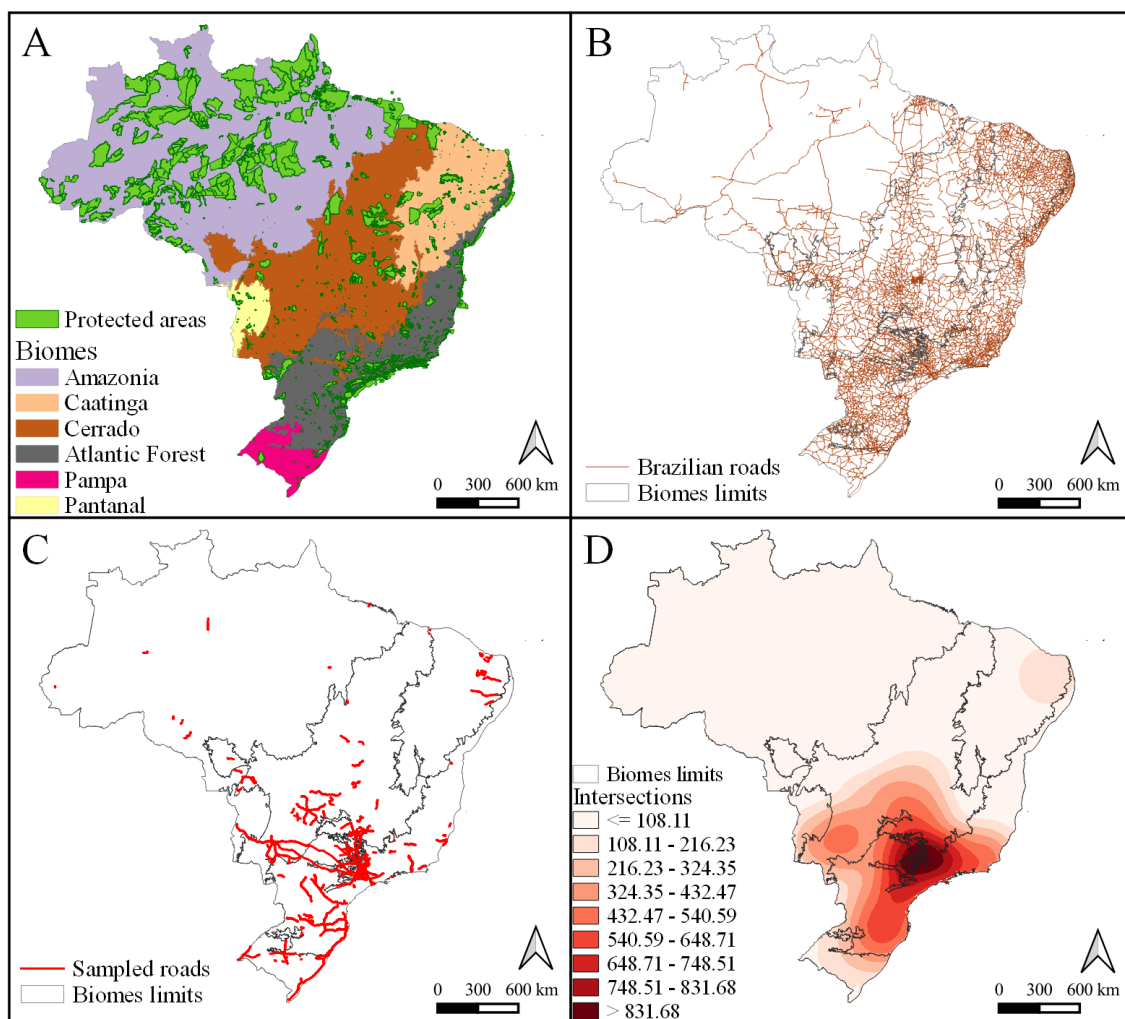 A
Protected areas
Biomes
Amazonia
Caatinga
Cerrado
Atlantic Forest
Pampa
Pantanal
0 300 600 km
B
Brazilian roads
Biomes limits
0 300 600 km
C
Sampled roads
Biomes limits
0 300 600 km
D
Biomes limits
Intersections
<= 108.11
108.11 - 216.23
216.23 - 324.35
324.35 - 432.47
432.47 - 540.59
540.59 - 648.71
648.71 - 748.51
748.51 - 831.68
> 831.68
0 300 600 km